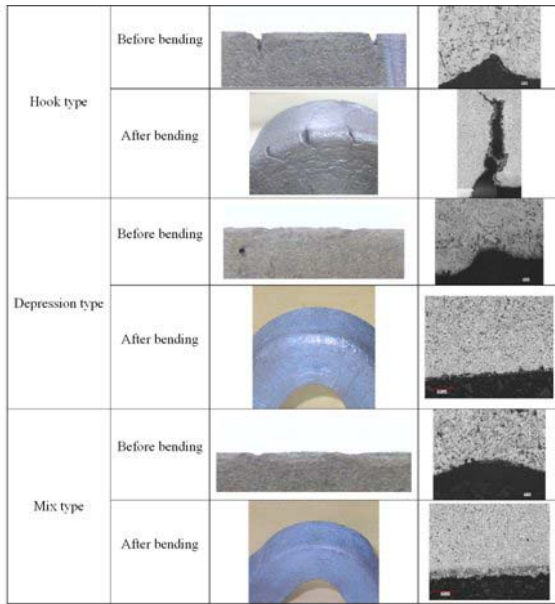 Hook type
Before bending
After bending
Depression type
Before bending
After bending
Mix type
Before bending
After bending